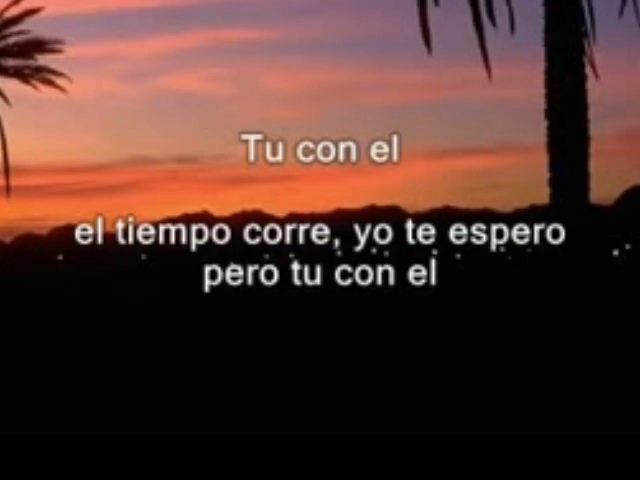 Tu con el
el tiempo corre, yo te espero
pero tu con el